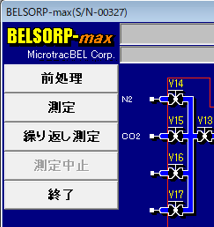 BELSORP-max(S/N-00327)
BELSORP-max
MicrotracBEL Corp.
前処理
測定
繰り返し測定
測定中止
終了
V14
N2
V15
V13
CO2
V16
V17